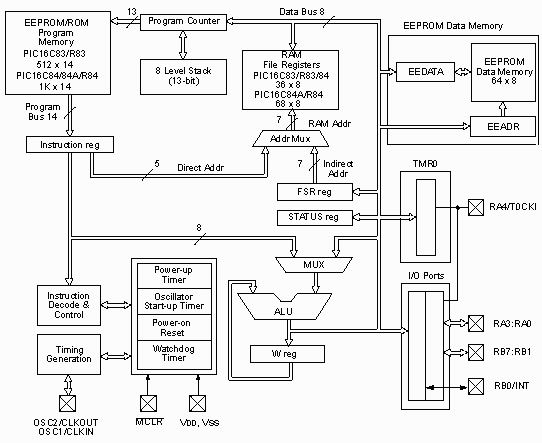 13
Data Bus 8
EEPROM/ROM
Program
Memory
PIC16C83/R83
512 x 14
PIC16C84/84A/R84
1K x 14
Program Counter
8 Level Stack
(13-bit)
RAM
File Registers
PIC16C83/R83/84
36 x 8
PIC16C84A/R84
68 x 8
EEPROM Data Memory
EEDATA
EEPROM
Data Memory
64 x 8
EEADR
Program
Bus 14
7
RAM Addr
Addr Mux
Instruction reg
5
Direct Addr
7
Indirect
Addr
FSR reg
STATUS reg
TMR0
RA4/T0CKI
8
MUX
ALU
W reg
I/O Ports
RA3:RA0
RB7:RB1
RB0/INT
Instruction
Decode &
Control
Timing
Generation
Power-up
Timer
Oscillator
Start-up Timer
Power-on
Reset
Watchdog
Timer
OSC2/CLKOUT
OSC1/CLKIN
MCLR
VDD, VSS